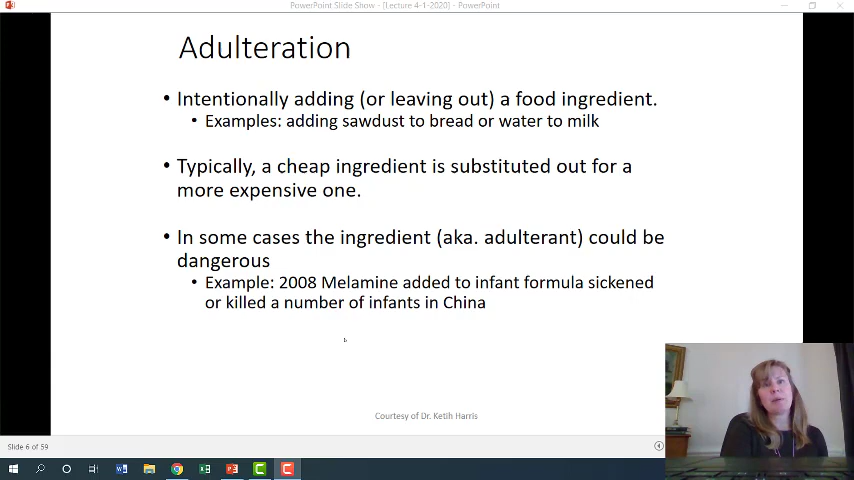 PowerPoint Slide Show - [Lecture 4-1-2020] - PowerPoint
Adulteration
• Intentionally adding (or leaving out) a food ingredient.
• Examples: adding sawdust to bread or water to milk
• Typically, a cheap ingredient is substituted out for a
more expensive one.
• In some cases the ingredient (aka. adulterant) could be
dangerous
• Example: 2008 Melamine added to infant formula sickened
or killed a number of infants in China
Courtesy of Dr. Ketih Harris
Slide 6 of 59